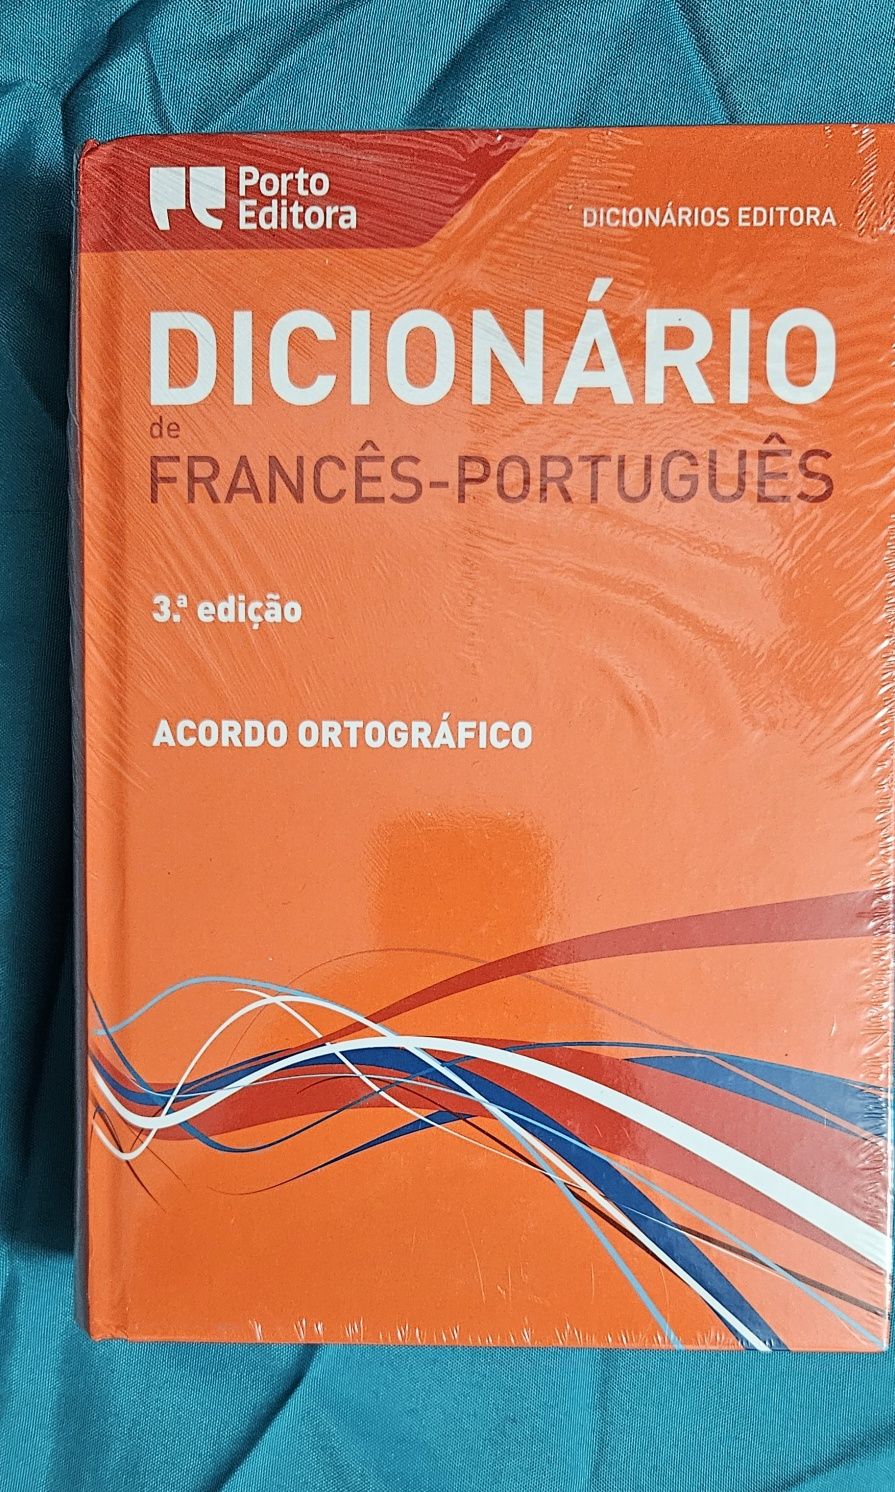 Porto
Editora
DICIONÁRIOS EDITORA
DICIONÁRIO
de
FRANCÊS-PORTUGUÊS
3.ª edição
ACORDO ORTOGRÁFICO